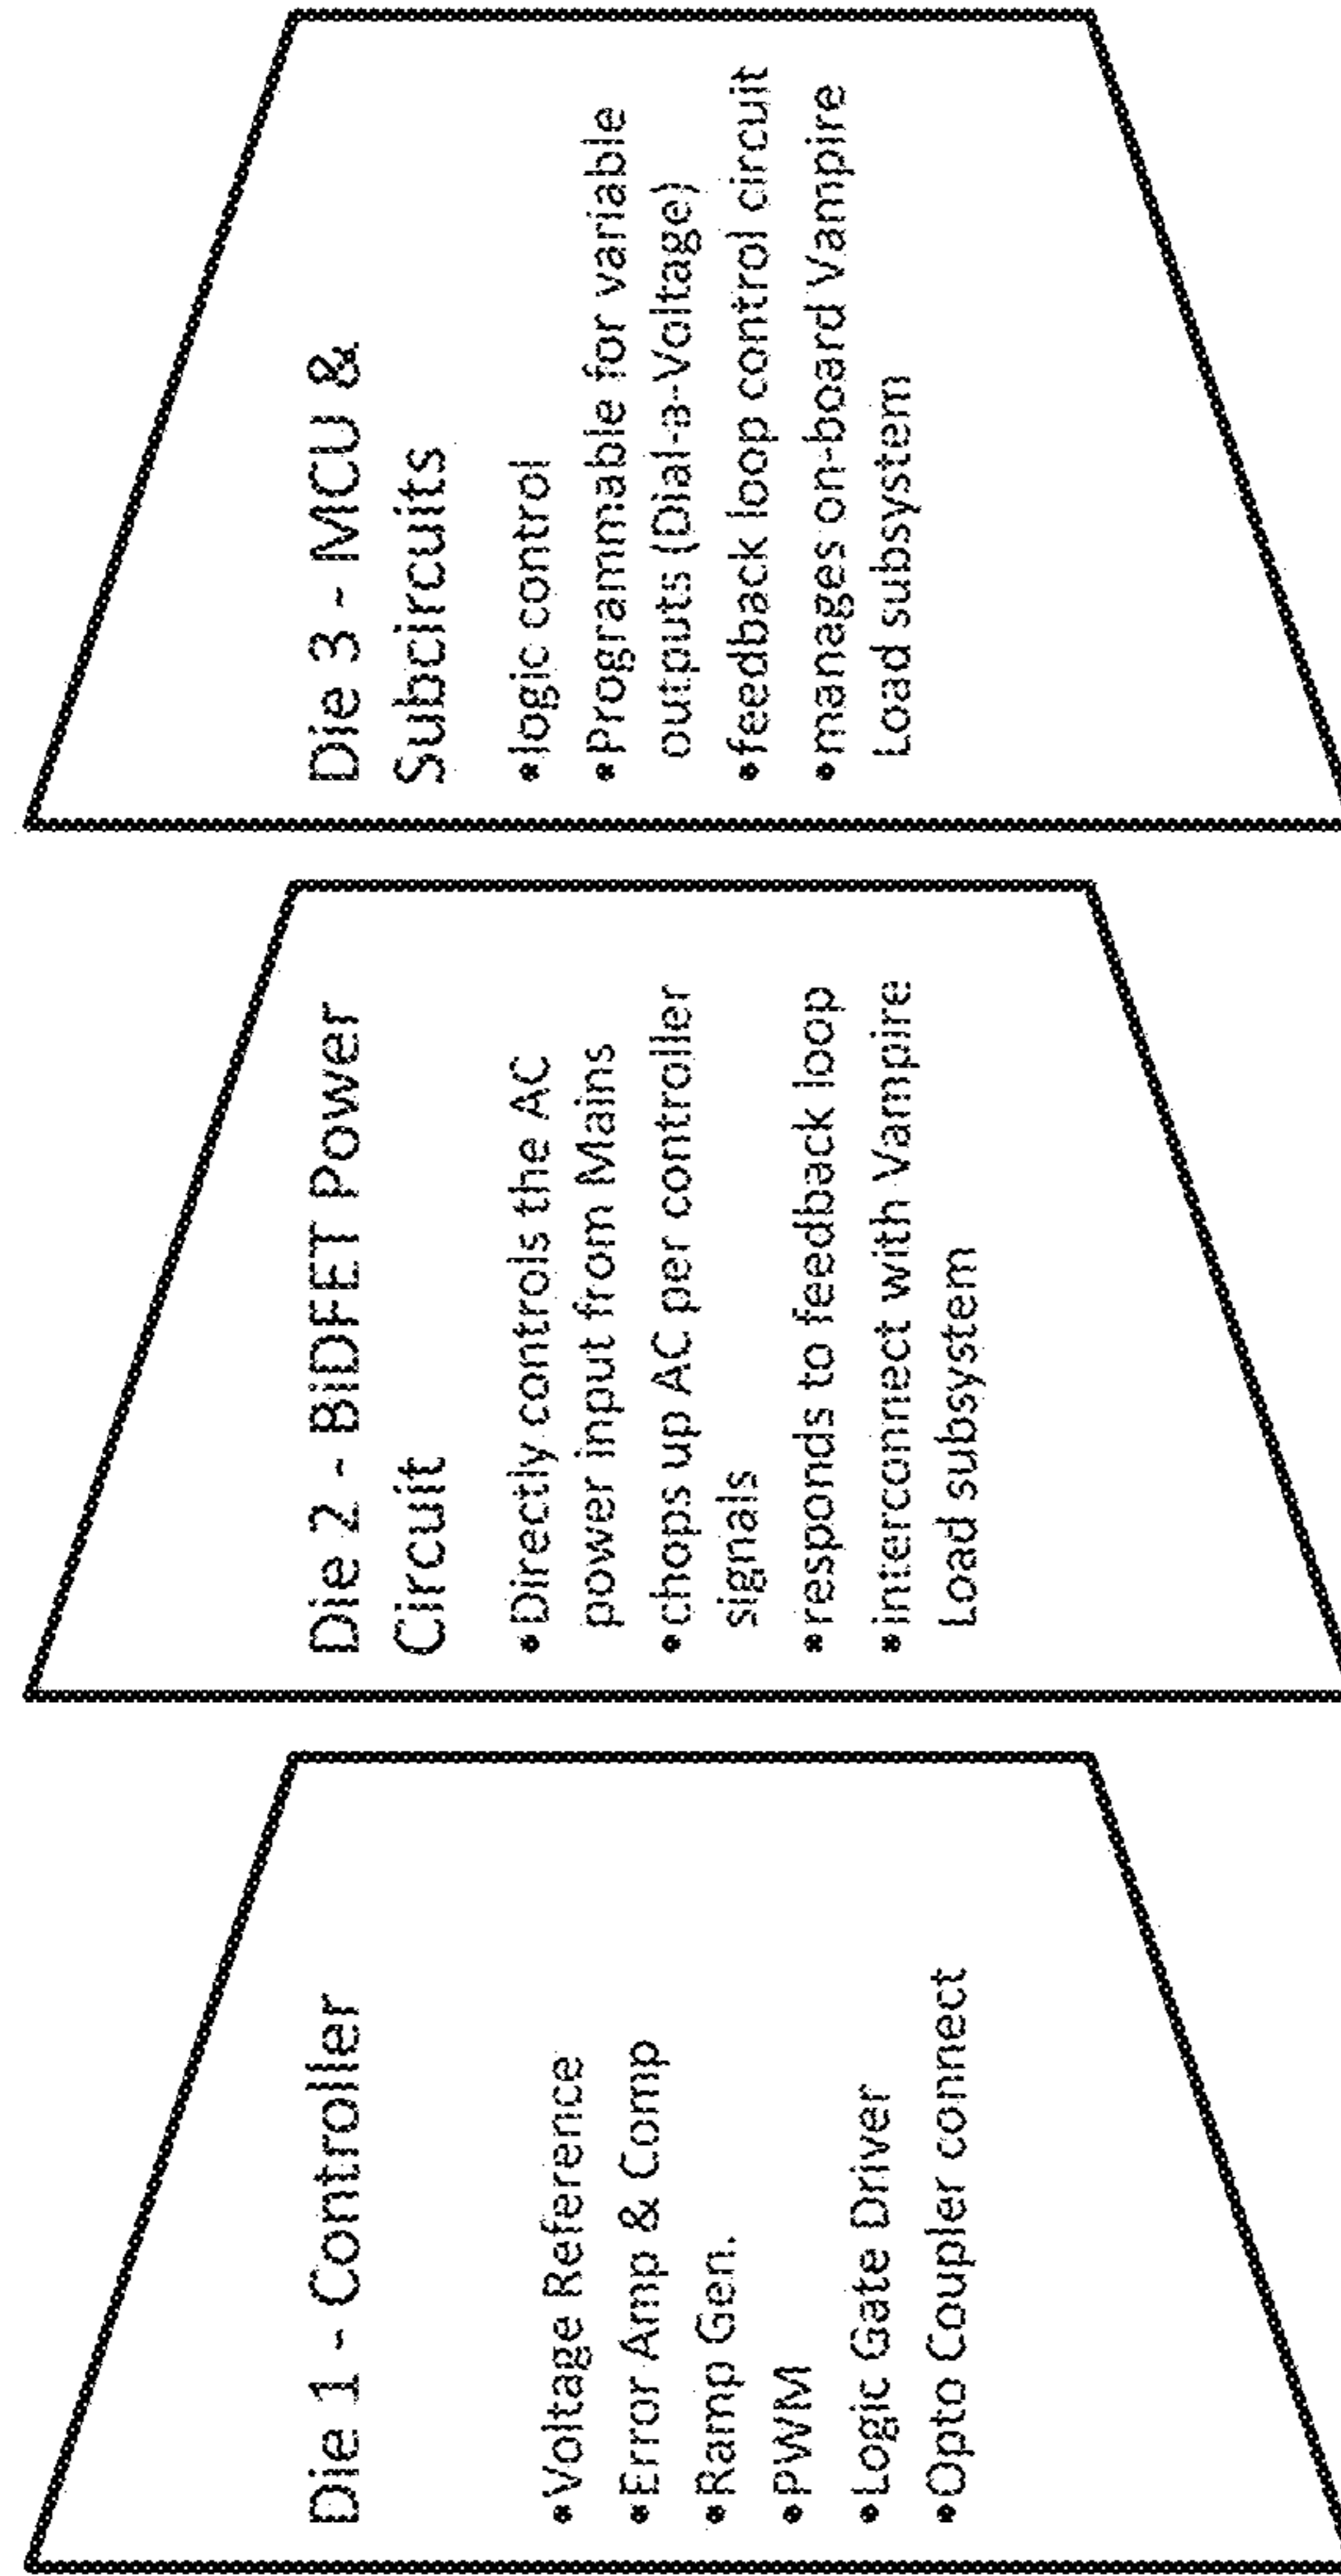 Die 1 - Controller
•Voltage Reference
•Error Amp & Comp
•Ramp Gen.
•PWM
•Logic Gate Driver
•Opto Coupler connect
Die 2 - BiDFET Power
Circuit
•Directly controls the AC
power input from Mains
•chops up AC per controller
signals
•responds to feedback loop
•interconnect with Vampire
Load subsystem
Die 3 - MCU &
Subcircuits
•logic control
•Programmable for variable
outputs (Dial-a-Voltage)
•feedback loop control circuit
•manages on-board Vampire
Load subsystem